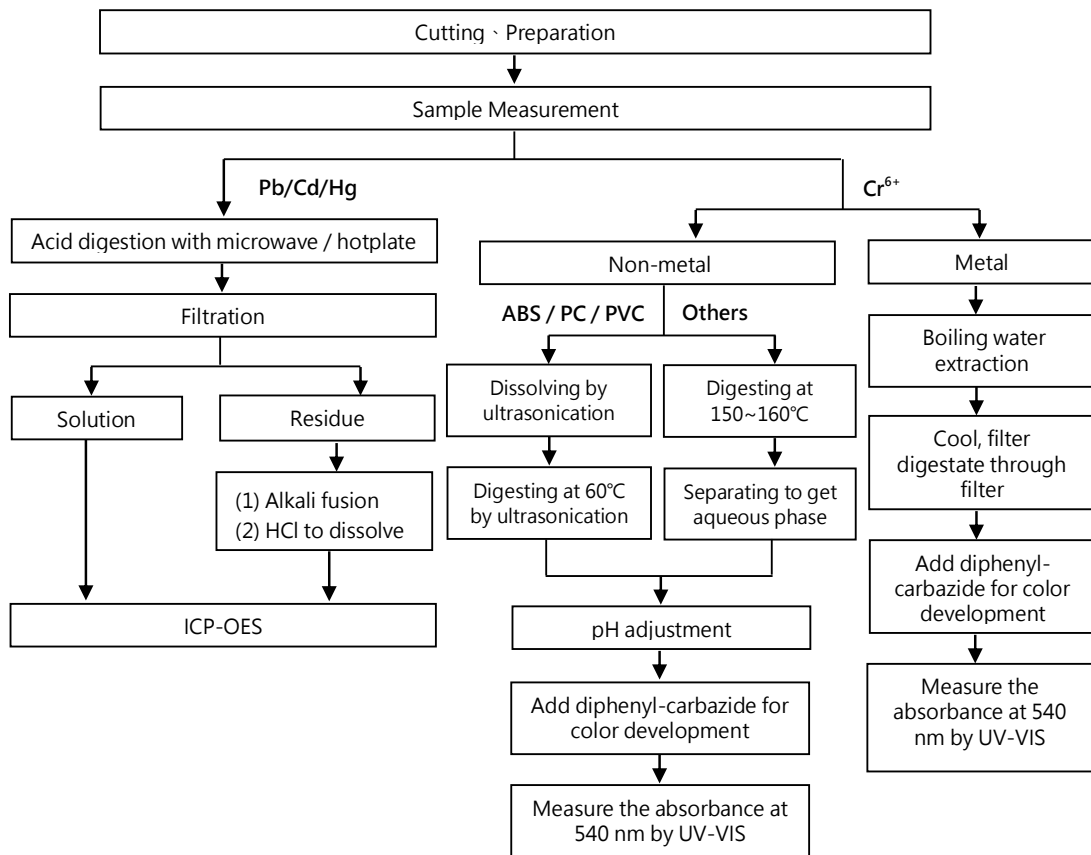 Cutting、Preparation
Sample Measurement
Pb/Cd/Hg
Cr⁶⁺
Acid digestion with microwave / hotplate
Filtration
Solution
Residue
(1) Alkali fusion
(2) HCl to dissolve
ICP-OES
Non-metal
ABS / PC / PVC
Others
Dissolving by
ultrasonication
Digesting at
150~160℃
Digesting at 60℃
by ultrasonication
Separating to get
aqueous phase
pH adjustment
Add diphenyl-carbazide for
color development
Measure the absorbance at
540 nm by UV-VIS
Metal
Boiling water
extraction
Cool, filter
digestate through
filter
Add diphenyl-
carbazide for color
development
Measure the
absorbance at 540
nm by UV-VIS